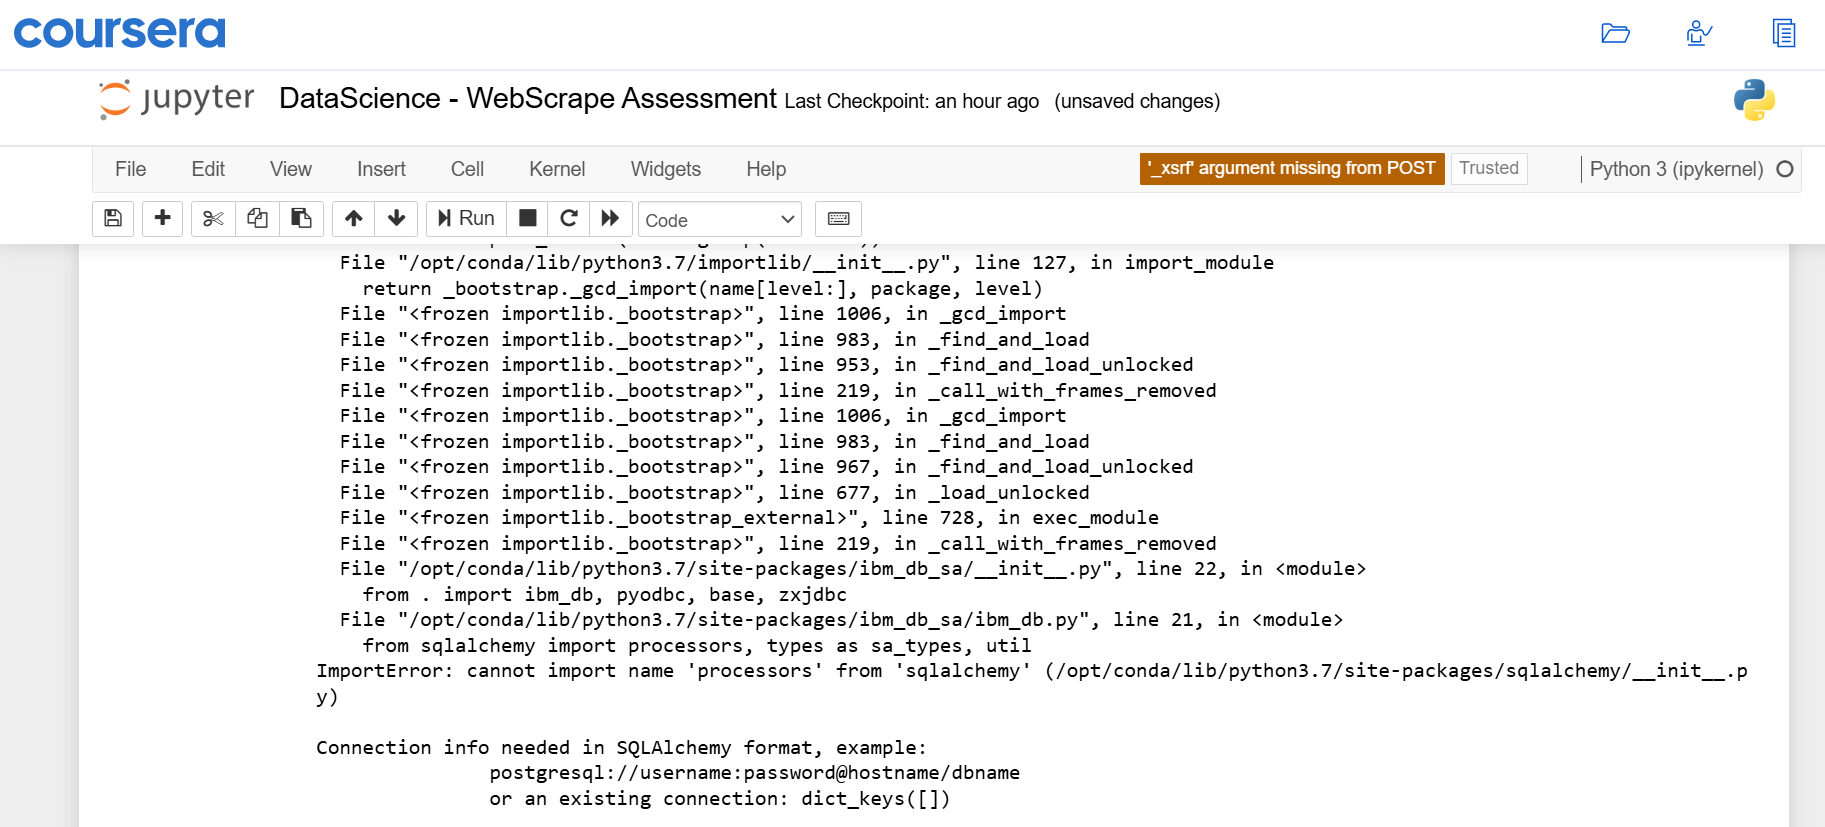 coursera
jupyter DataScience - WebScrape Assessment Last Checkpoint: an hour ago (unsaved changes)
File Edit View Insert Cell Kernel Widgets Help '_xsrf' argument missing from POST Trusted Python 3 (ipykernel)
Run Code
File "/opt/conda/lib/python3.7/importlib/__init__.py", line 127, in import_module
return _bootstrap._gcd_import(name[level:], package, level)
File "<frozen importlib._bootstrap>", line 1006, in _gcd_import
File "<frozen importlib._bootstrap>", line 983, in _find_and_load
File "<frozen importlib._bootstrap>", line 953, in _find_and_load_unlocked
File "<frozen importlib._bootstrap>", line 219, in _call_with_frames_removed
File "<frozen importlib._bootstrap>", line 1006, in _gcd_import
File "<frozen importlib._bootstrap>", line 983, in _find_and_load
File "<frozen importlib._bootstrap>", line 967, in _find_and_load_unlocked
File "<frozen importlib._bootstrap>", line 677, in _load_unlocked
File "<frozen importlib._bootstrap_external>", line 728, in exec_module
File "<frozen importlib._bootstrap>", line 219, in _call_with_frames_removed
File "/opt/conda/lib/python3.7/site-packages/ibm_db_sa/__init__.py", line 22, in <module>
from . import ibm_db, pyodbc, base, zxjdbc
File "/opt/conda/lib/python3.7/site-packages/ibm_db_sa/ibm_db.py", line 21, in <module>
from sqlalchemy import processors, types as sa_types, util
ImportError: cannot import name 'processors' from 'sqlalchemy' (/opt/conda/lib/python3.7/site-packages/sqlalchemy/__init__.p
y)
Connection info needed in SQLAlchemy format, example:
postgresql://username:password@hostname/dbname
or an existing connection: dict_keys([])